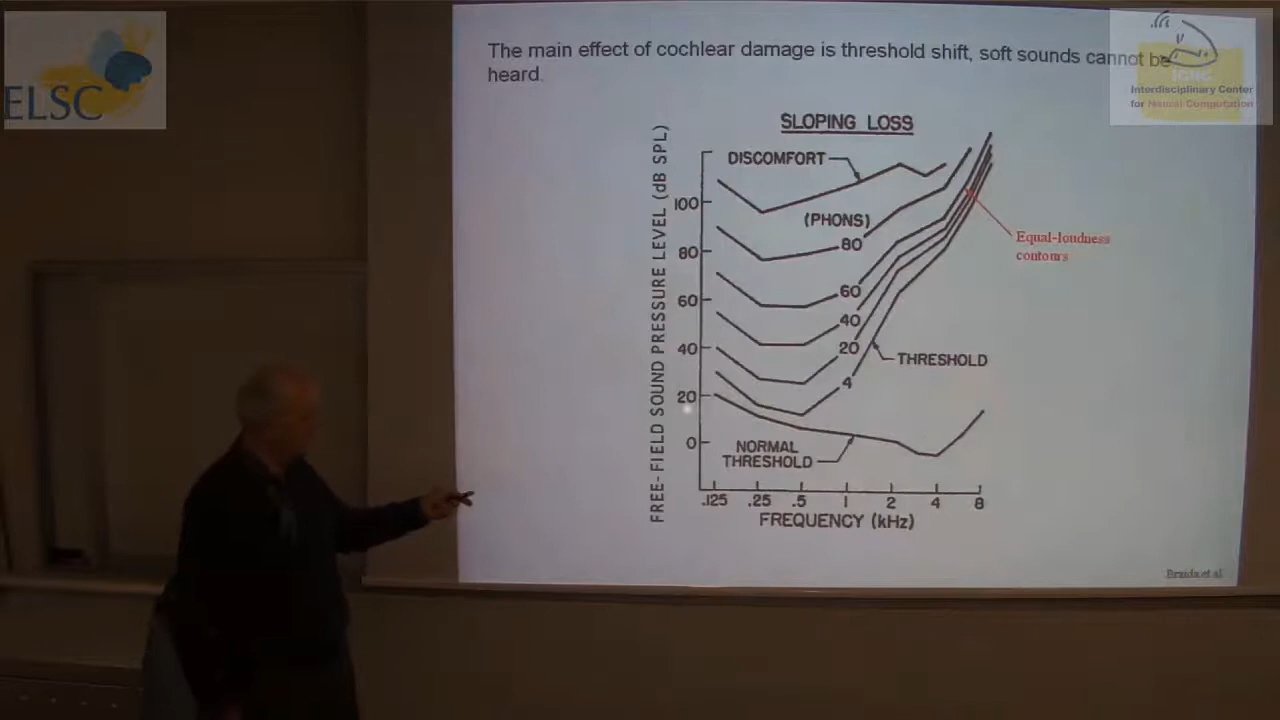 ELSC
ICNC
Interdisciplinary Center
for Neural Computation
The main effect of cochlear damage is threshold shift, soft sounds cannot be
heard.
SLOPING LOSS
FREE-FIELD SOUND PRESSURE LEVEL (dB SPL)
DISCOMFORT
100
(PHONS)
80
80
Equal-loudness
contours
60
60
40
40
20
THRESHOLD
4
20
0
NORMAL
THRESHOLD
.125 .25 .5 1 2 4 8
FREQUENCY (kHz)
et al